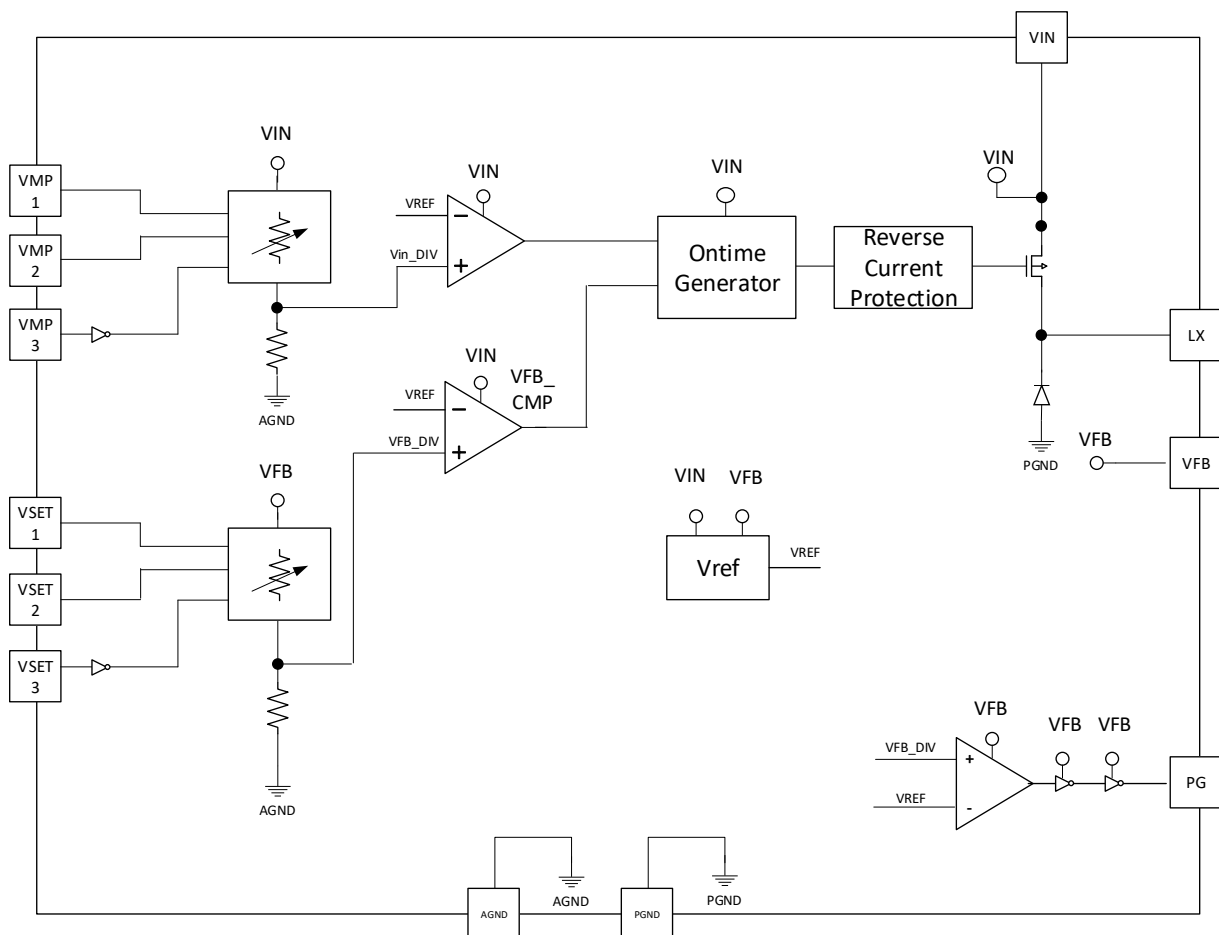 VIN
VIN
VMP
1
VMP
2
VMP
3
AGND
VIN
VREF
Vin_DIV
VIN
Ontime
Generator
Reverse
Current
Protection
VIN
LX
PGND
VIN
VREF
VFB_DIV
VFB_
CMP
VFB
VFB
VFB
VSET
1
VSET
2
VSET
3
AGND
VIN
VFB
Vref
VREF
VFB
VFB_DIV
+
VREF
-
VFB
VFB
PG
AGND
AGND
PGND
PGND